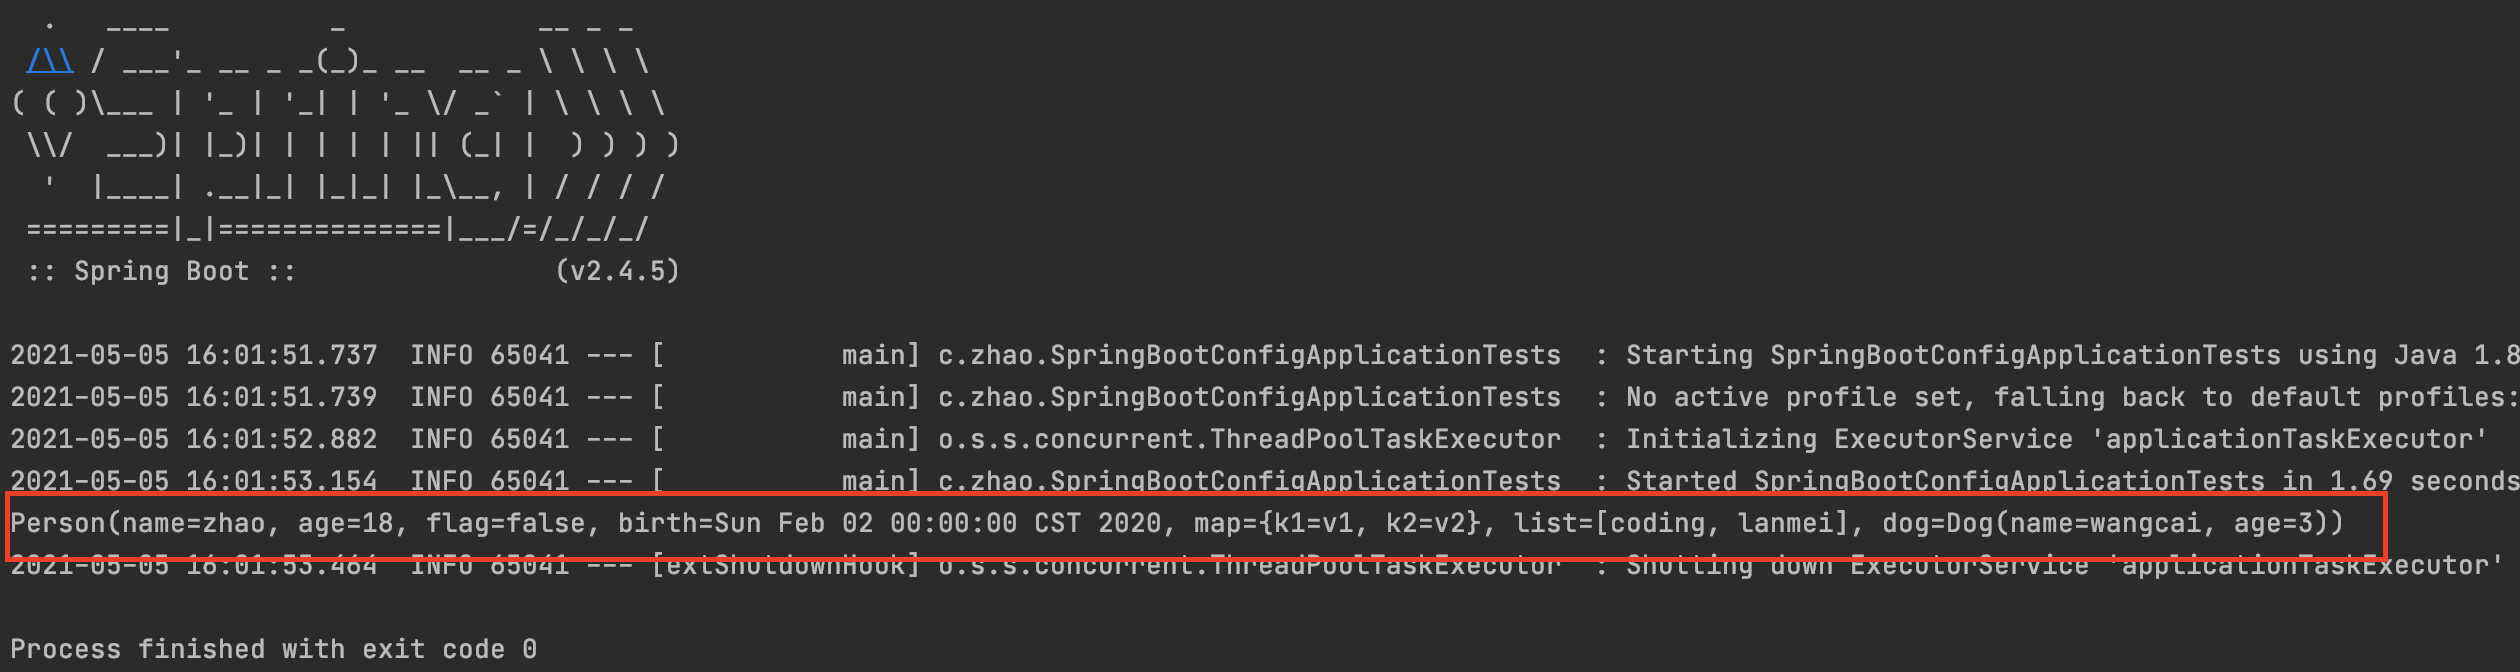 .   ____          _            __ _ _
 /\\ / ___'_ __ _ _(_)_ __  __ _ \ \ \ \
( ( )\___ | '_ | '_| | '_ \/ _` | \ \ \ \
 \\/  ___)| |_)| | | | | || (_| |  ) ) ) )
  '  |____| .__|_| |_|_| |_\__, | / / / /
 =========|_|==============|___/=/_/_/_/
 :: Spring Boot ::                (v2.4.5)
2021-05-05 16:01:51.737  INFO 65041 --- [           main] c.zhao.SpringBootConfigApplicationTests  : Starting SpringBootConfigApplicationTests using Java 1.8
2021-05-05 16:01:51.739  INFO 65041 --- [           main] c.zhao.SpringBootConfigApplicationTests  : No active profile set, falling back to default profiles:
2021-05-05 16:01:52.882  INFO 65041 --- [           main] o.s.s.concurrent.ThreadPoolTaskExecutor  : Initializing ExecutorService 'applicationTaskExecutor'
2021-05-05 16:01:53.154  INFO 65041 --- [           main] c.zhao.SpringBootConfigApplicationTests  : Started SpringBootConfigApplicationTests in 1.69 seconds
Person(name=zhao, age=18, flag=false, birth=Sun Feb 02 00:00:00 CST 2020, map={k1=v1, k2=v2}, list=[coding, lanmei], dog=Dog(name=wangcai, age=3))
2021-05-05 16:01:53.464  INFO 65041 --- [extShutdownHook] o.s.s.concurrent.ThreadPoolTaskExecutor  : Shutting down ExecutorService 'applicationTaskExecutor'
Process finished with exit code 0